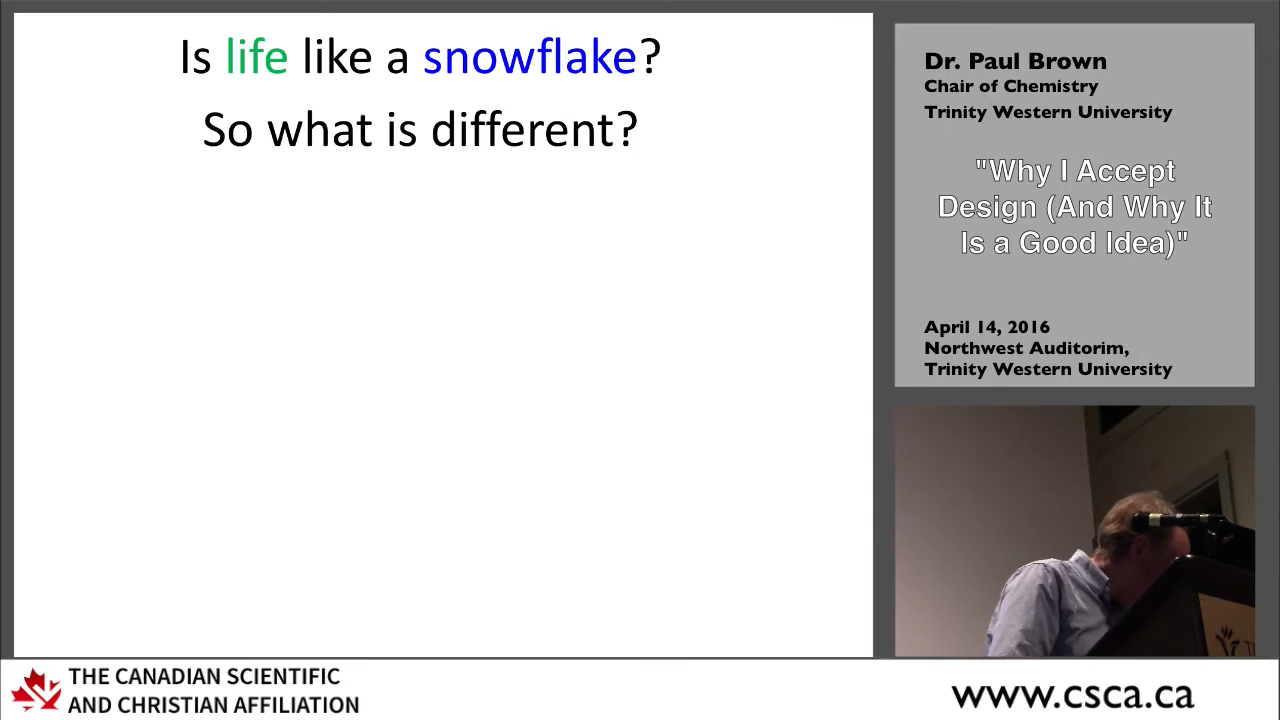 Is life like a snowflake?
So what is different?
Dr. Paul Brown
Chair of Chemistry
Trinity Western University
"Why I Accept
Design (And Why It
Is a Good Idea)"
April 14, 2016
Northwest Auditorim,
Trinity Western University
THE CANADIAN SCIENTIFIC
AND CHRISTIAN AFFILIATION
www.csca.ca